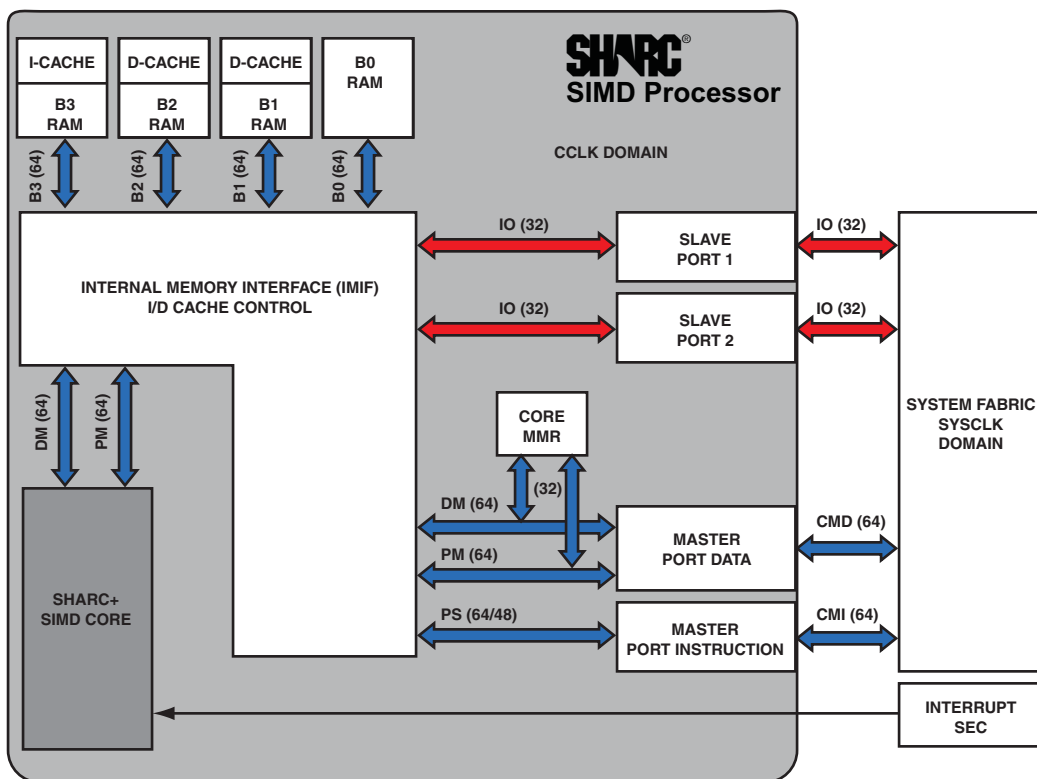 SHARC®
SIMD Processor
I-CACHE
B3
RAM
D-CACHE
B2
RAM
D-CACHE
B1
RAM
B0
RAM
CCLK DOMAIN
B3 (64)
B2 (64)
B1 (64)
B0 (64)
INTERNAL MEMORY INTERFACE (IMIF)
I/D CACHE CONTROL
IO (32)
SLAVE
PORT 1
IO (32)
IO (32)
SLAVE
PORT 2
IO (32)
SYSTEM FABRIC
SYSCLK
DOMAIN
DM (64)
PM (64)
CORE
MMR
(32)
DM (64)
PM (64)
MASTER
PORT DATA
CMD (64)
SHARC+
SIMD CORE
PS (64/48)
MASTER
PORT INSTRUCTION
CMI (64)
INTERRUPT
SEC